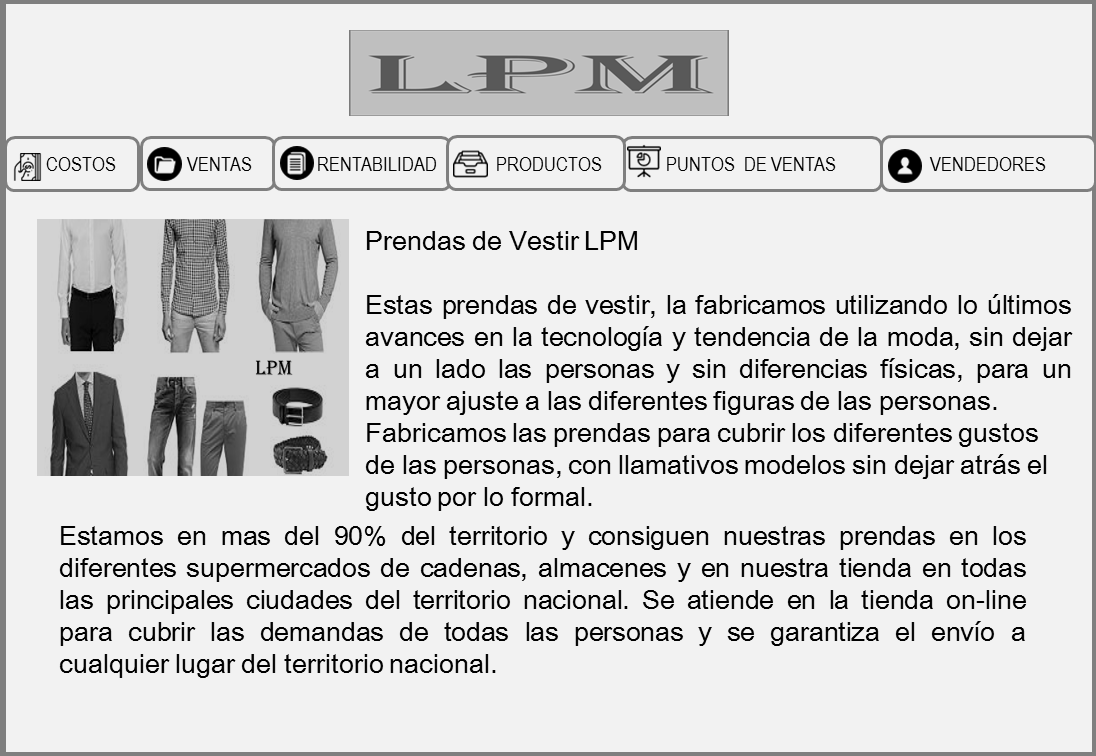 LPM
COSTOS
VENTAS
RENTABILIDAD
PRODUCTOS
PUNTOS DE VENTAS
VENDEDORES
LPM
Prendas de Vestir LPM
Estas prendas de vestir, la fabricamos utilizando lo últimos
avances en la tecnología y tendencia de la moda, sin dejar
a un lado las personas y sin diferencias físicas, para un
mayor ajuste a las diferentes figuras de las personas.
Fabricamos las prendas para cubrir los diferentes gustos
de las personas, con llamativos modelos sin dejar atrás el
gusto por lo formal.
Estamos en mas del 90% del territorio y consiguen nuestras prendas en los
diferentes supermercados de cadenas, almacenes y en nuestra tienda en todas
las principales ciudades del territorio nacional. Se atiende en la tienda on-line
para cubrir las demandas de todas las personas y se garantiza el envío a
cualquier lugar del territorio nacional.